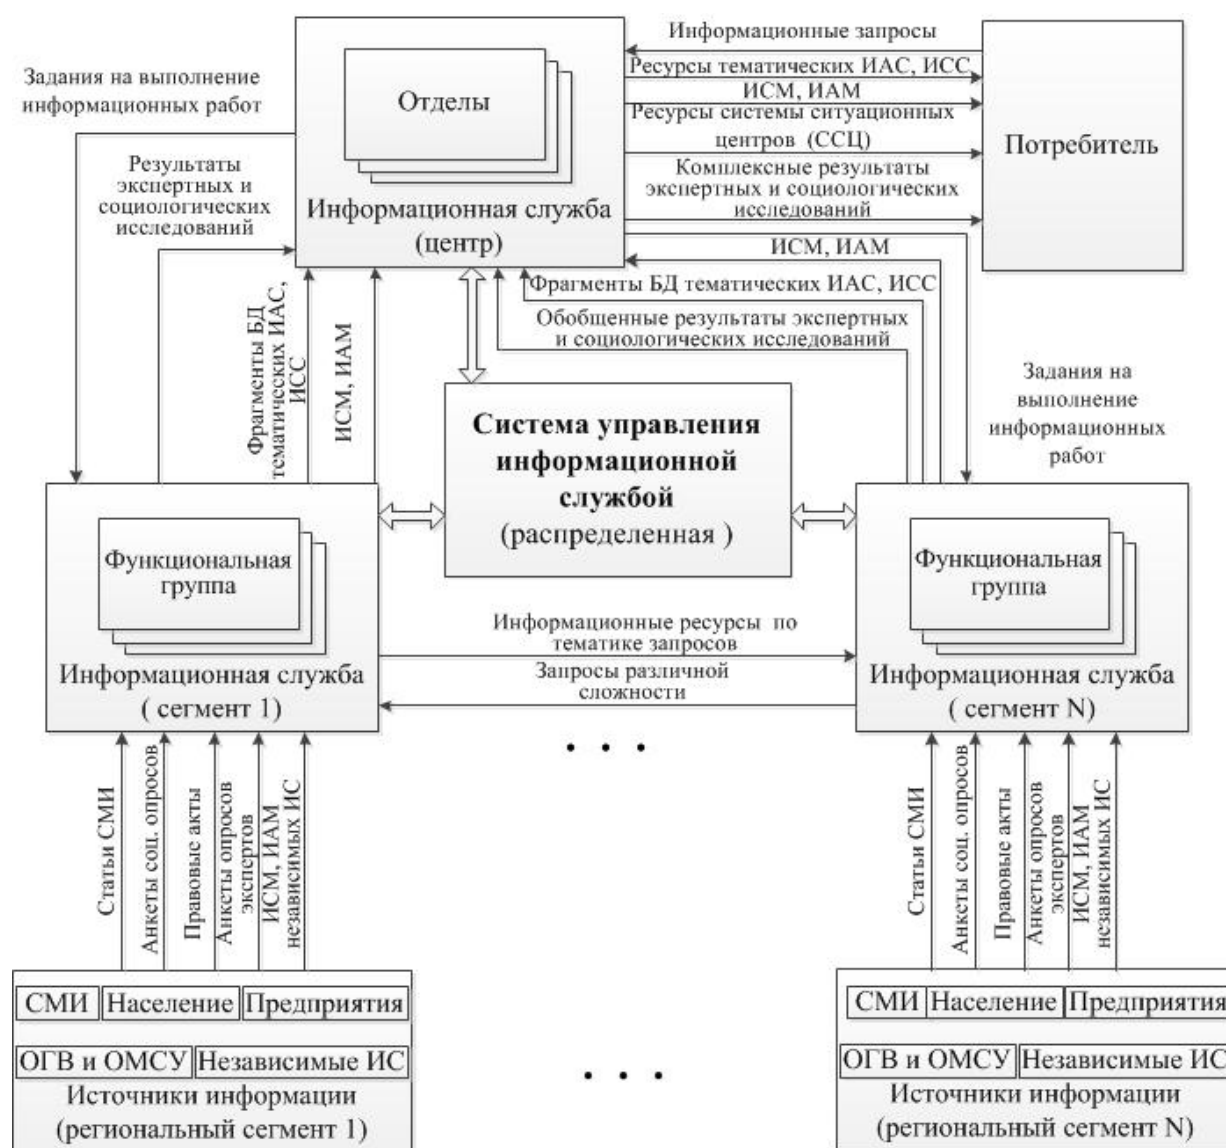 Информационные запросы
Ресурсы тематических ИАС, ИСС
ИСМ, ИАМ
Ресурсы системы ситуационных
центров (ССЦ)
Комплексные результаты
экспертных и социологических
исследований
Потребитель
Отделы
Информационная служба
(центр)
Задания на выполнение
информационных работ
Результаты
экспертных и
социологических
исследований
ИСМ, ИАМ
Фрагменты БД тематических ИАС, ИСС
Обобщенные результаты экспертных
и социологических исследований
Фрагменты БД
тематических ИАС,
ИСС
ИСМ, ИАМ
Система управления
информационной
службой
(распределенная )
Задания на
выполнение
информационных
работ
Функциональная
группа
Информационная служба
( сегмент 1)
Информационные ресурсы по
тематике запросов
Запросы различной
сложности
Функциональная
группа
Информационная служба
( сегмент N)
. . .
Статьи СМИ
Анкеты соц. опросов
Правовые акты
Анкеты опросов
экспертов
ИСМ, ИАМ
независимых ИС
Статьи СМИ
Анкеты соц. опросов
Правовые акты
Анкеты опросов
экспертов
ИСМ, ИАМ
независимых ИС
СМИ Население Предприятия
ОГВ и ОМСУ Независимые ИС
Источники информации
(региональный сегмент 1)
. . .
СМИ Население Предприятия
ОГВ и ОМСУ Независимые ИС
Источники информации
(региональный сегмент N)